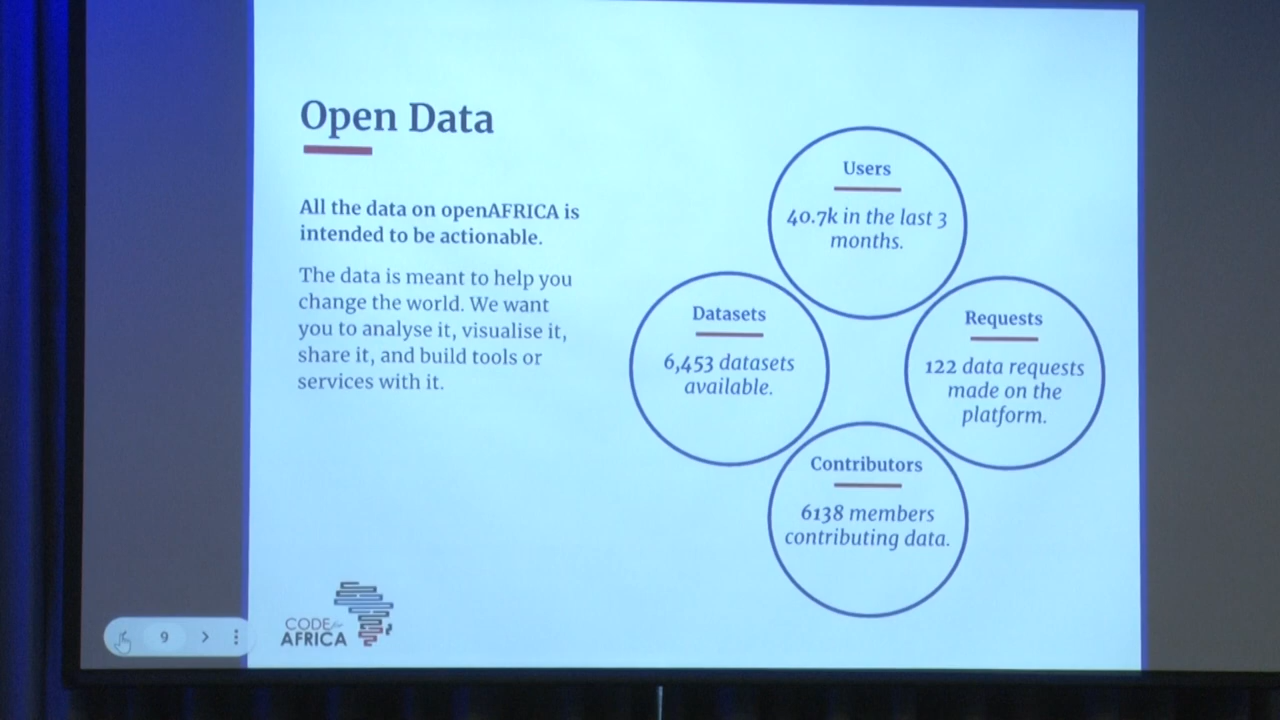 Open Data
All the data on openAFRICA is
intended to be actionable.
The data is meant to help you
change the world. We want
you to analyse it, visualise it,
share it, and build tools or
services with it.
Users
40.7k in the last 3
months.
Datasets
6,453 datasets
available.
Requests
122 data requests
made on the
platform.
Contributors
6138 members
contributing data.
CODE for
AFRICA
9